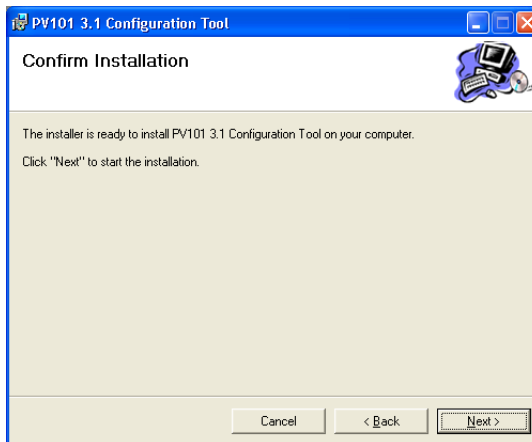 PV101 3.1 Configuration Tool
Confirm Installation
The installer is ready to install PV101 3.1 Configuration Tool on your computer.
Click "Next" to start the installation.
Cancel
< Back
Next >